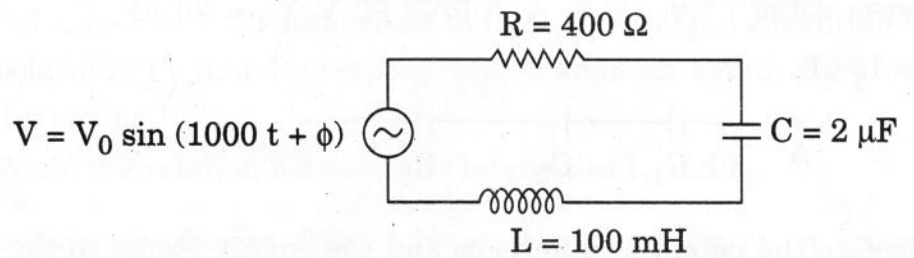 R = 400 Ω
V = V₀ sin (1000 t + ϕ)
C = 2 μF
L = 100 mH